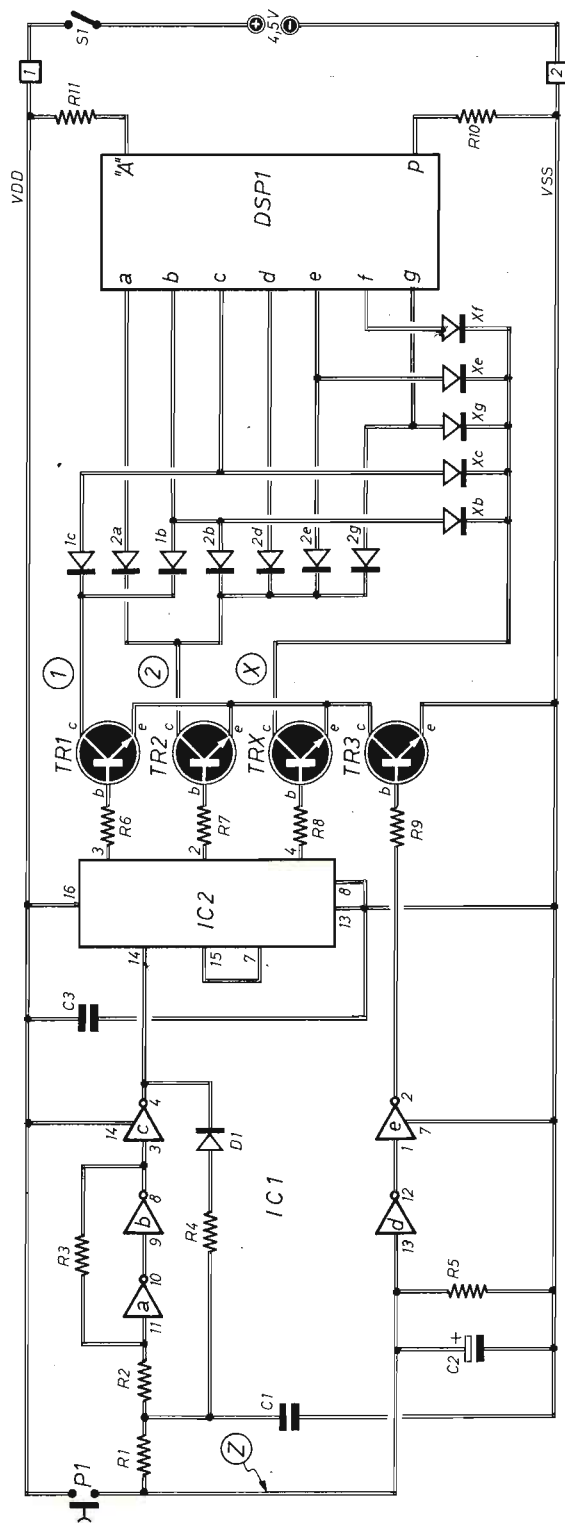 VDD
1
S1
4,5V
+
−
2
VSS
P1
R1
R2
R3
R4
D1
C1
Z
11
a
10
9
b
8
3
c
14
4
IC1
C2
+
R5
13
d
12
1
e
2
7
C3
14
16
IC2
15
7
3
2
4
8
13
R6
R7
R8
R9
TR1
TR2
TRX
TR3
b
c
e
b
c
e
b
c
e
b
c
e
1
2
X
1c
2a
1b
2b
2d
2e
2g
Xb
Xc
Xg
Xe
Xf
a
b
c
d
e
f
g
DSP1
"A"
P
R11
R10